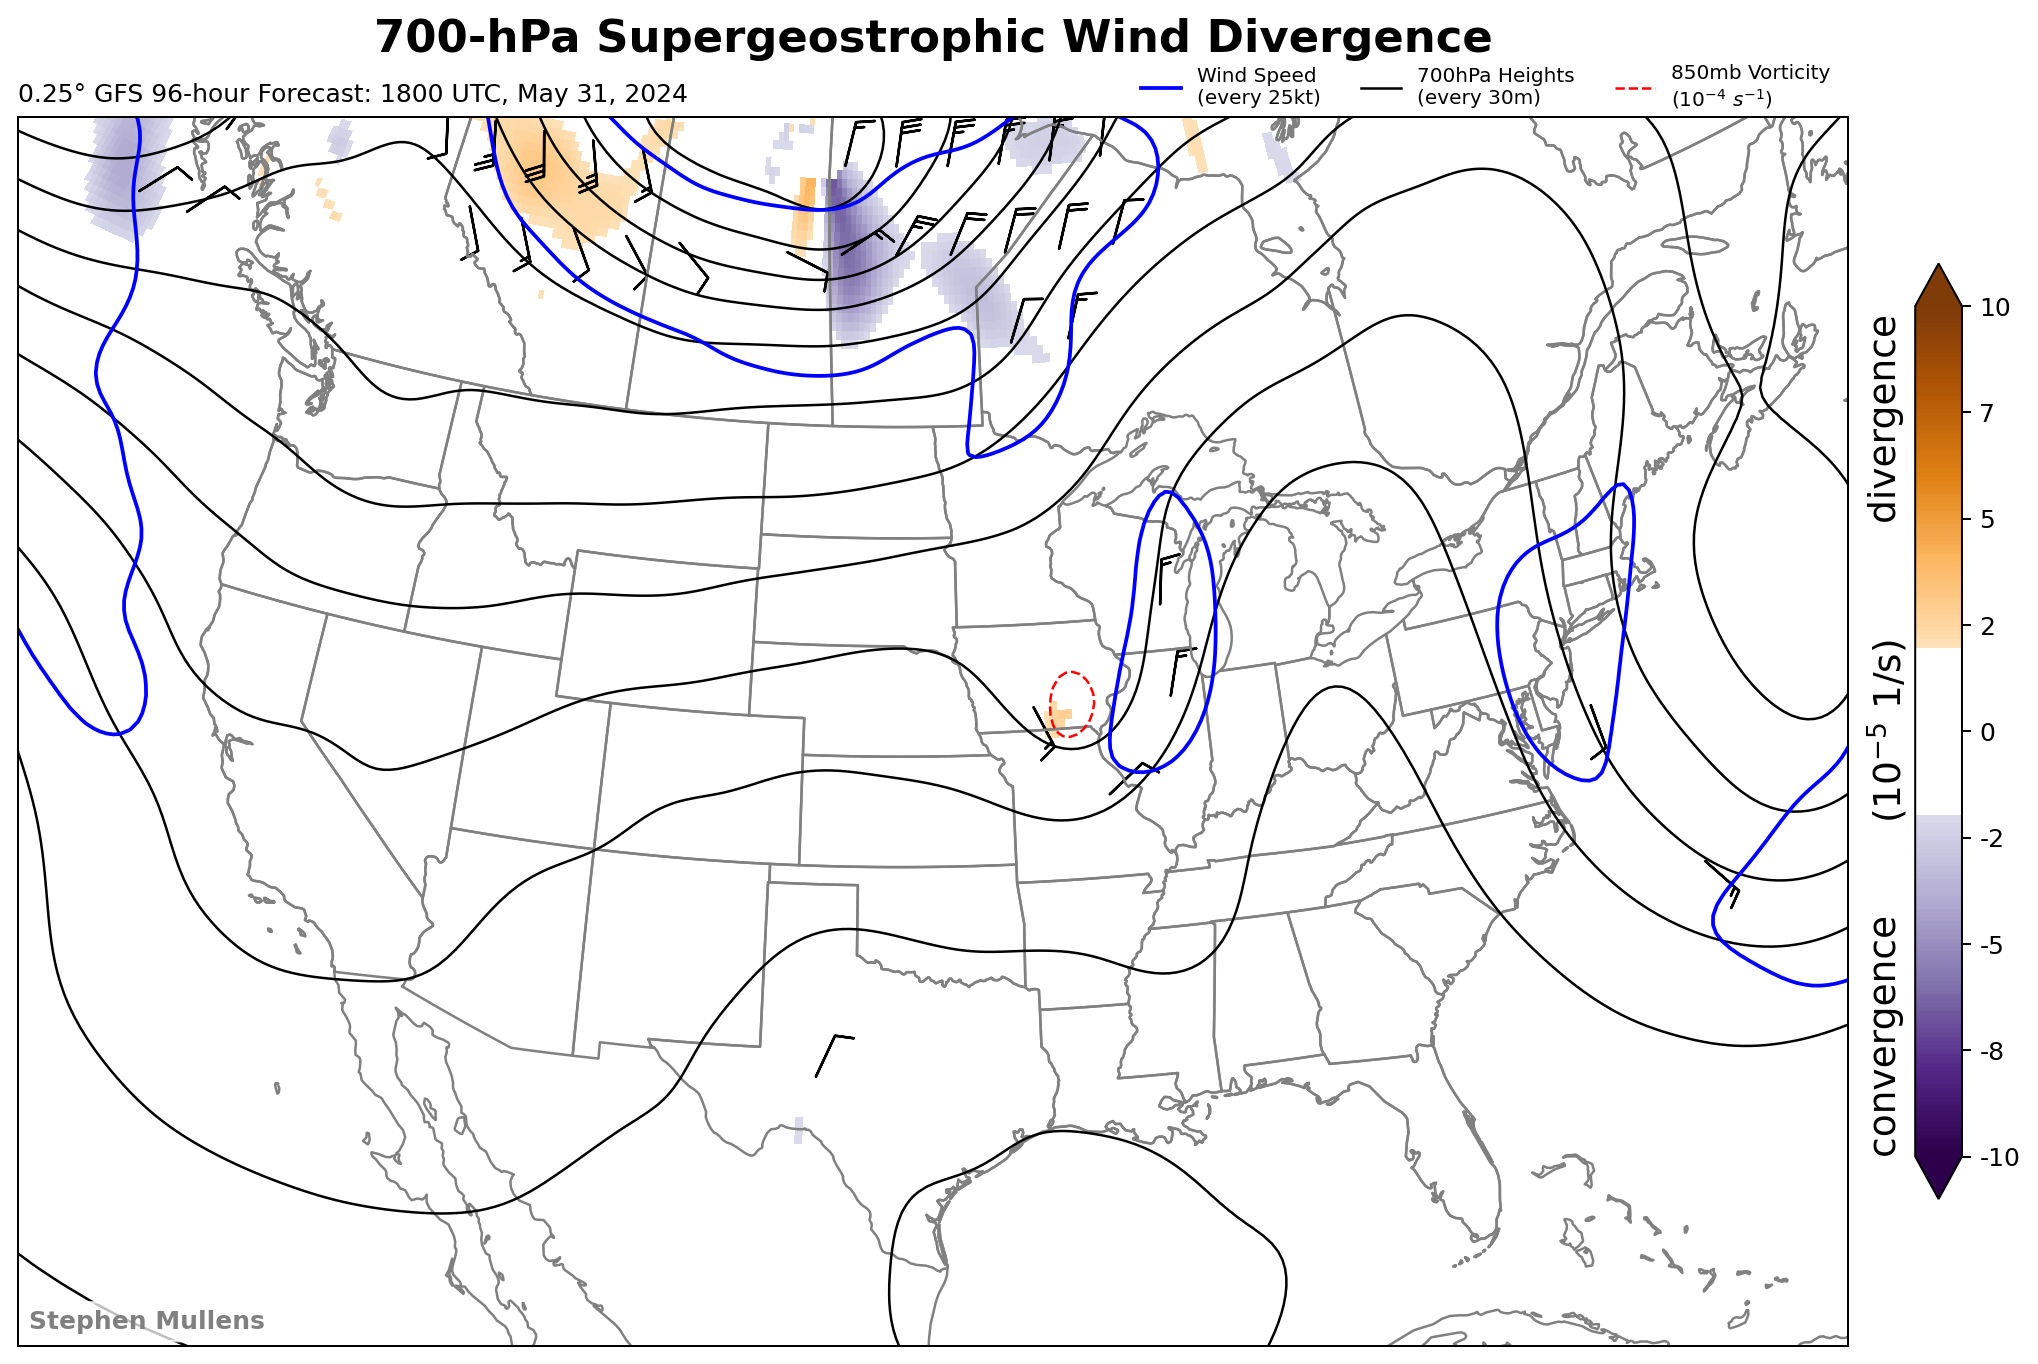 700-hPa Supergeostrophic Wind Divergence
0.25° GFS 96-hour Forecast: 1800 UTC, May 31, 2024
Wind Speed
(every 25kt)
700hPa Heights
(every 30m)
850mb Vorticity
(10⁻⁴ s⁻¹)
10
7
5
2
0
-2
-5
-8
-10
convergence (10⁻⁵ 1/s) divergence
Stephen Mullens